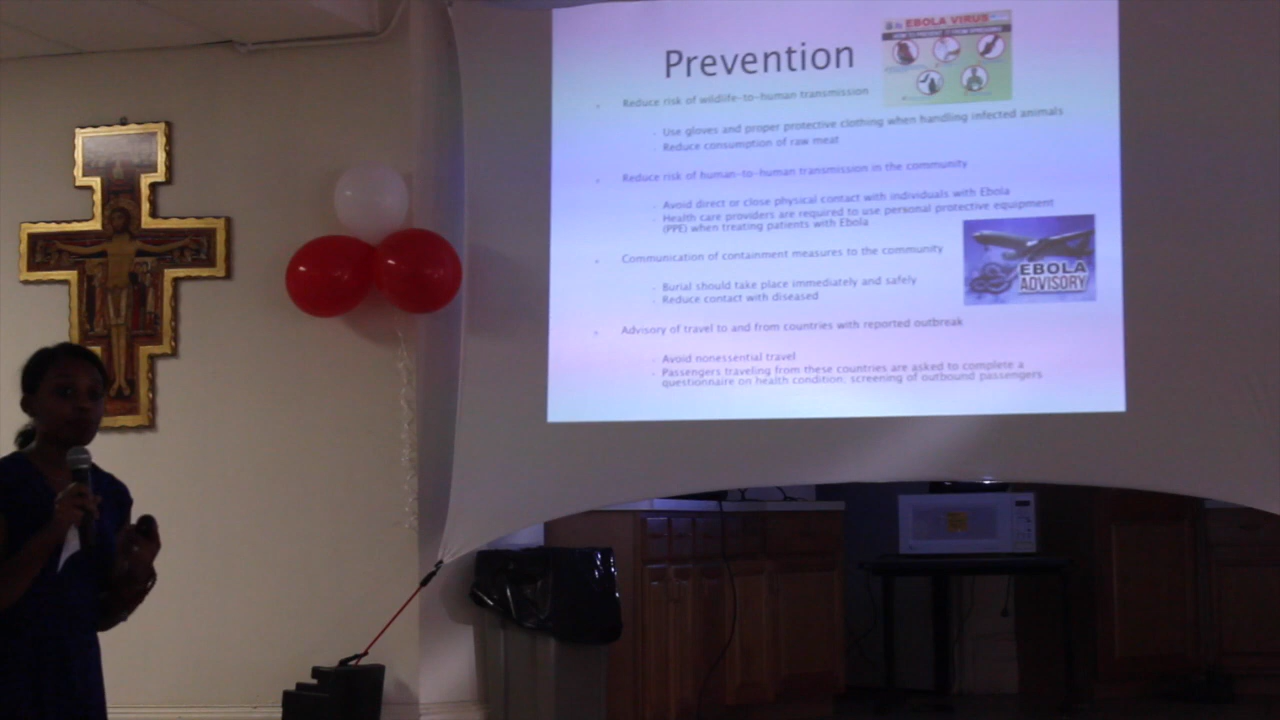 EBOLA VIRUS
Prevention
Reduce risk of wildlife-to-human transmission
- Use gloves and proper protective clothing when handling infected animals
- Reduce consumption of raw meat
Reduce risk of human-to-human transmission in the community
- Avoid direct or close physical contact with individuals with Ebola
- Health care providers are required to use personal protective equipment
(PPE) when treating patients with Ebola
Communication of containment measures to the community
- Burial should take place immediately and safely
- Reduce contact with diseased
EBOLA
ADVISORY
Advisory of travel to and from countries with reported outbreak
- Avoid nonessential travel
- Passengers traveling from these countries are asked to complete a
questionnaire on health condition; screening of outbound passengers